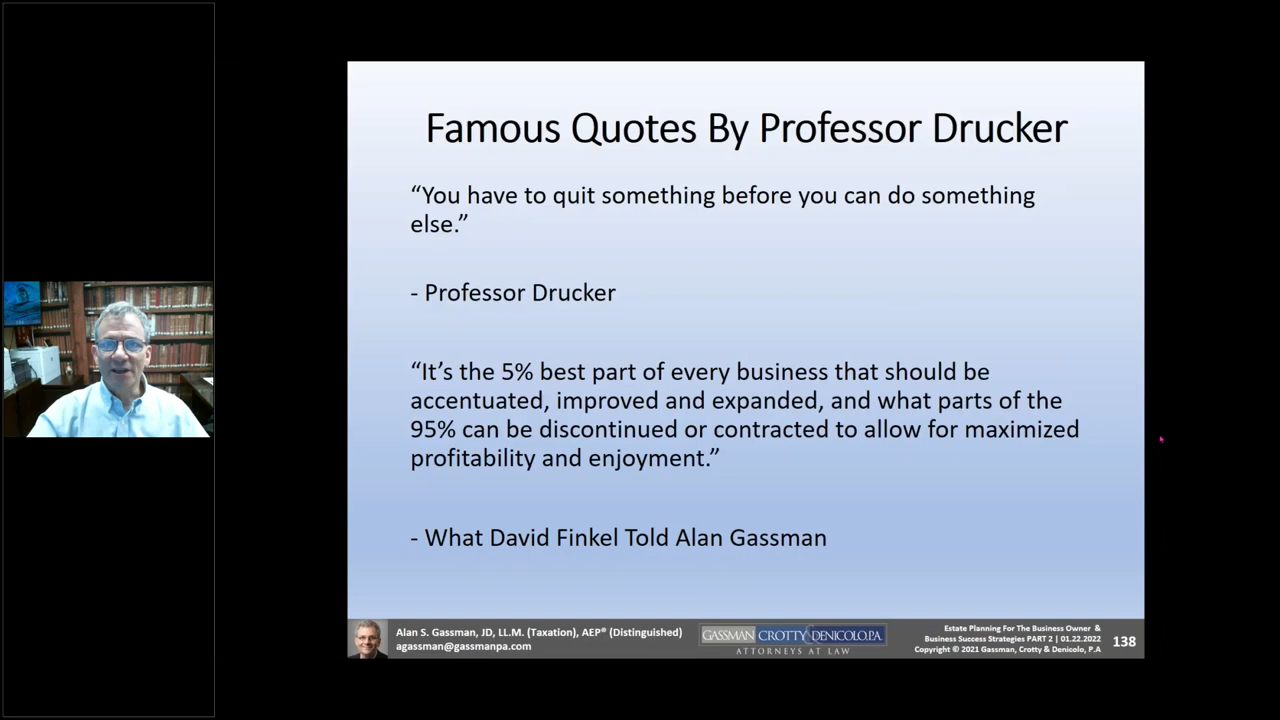 Famous Quotes By Professor Drucker
“You have to quit something before you can do something
else.”
- Professor Drucker
“It’s the 5% best part of every business that should be
accentuated, improved and expanded, and what parts of the
95% can be discontinued or contracted to allow for maximized
profitability and enjoyment.”
- What David Finkel Told Alan Gassman
Alan S. Gassman, JD, LL.M. (Taxation), AEP® (Distinguished)
agassman@gassmanpa.com
GASSMAN CROTTY & DENICOLO, P.A.
ATTORNEYS AT LAW
Estate Planning For The Business Owner &
Business Success Strategies PART 2 | 01.22.2022
Copyright © 2021 Gassman, Crotty & Denicolo, P.A
138